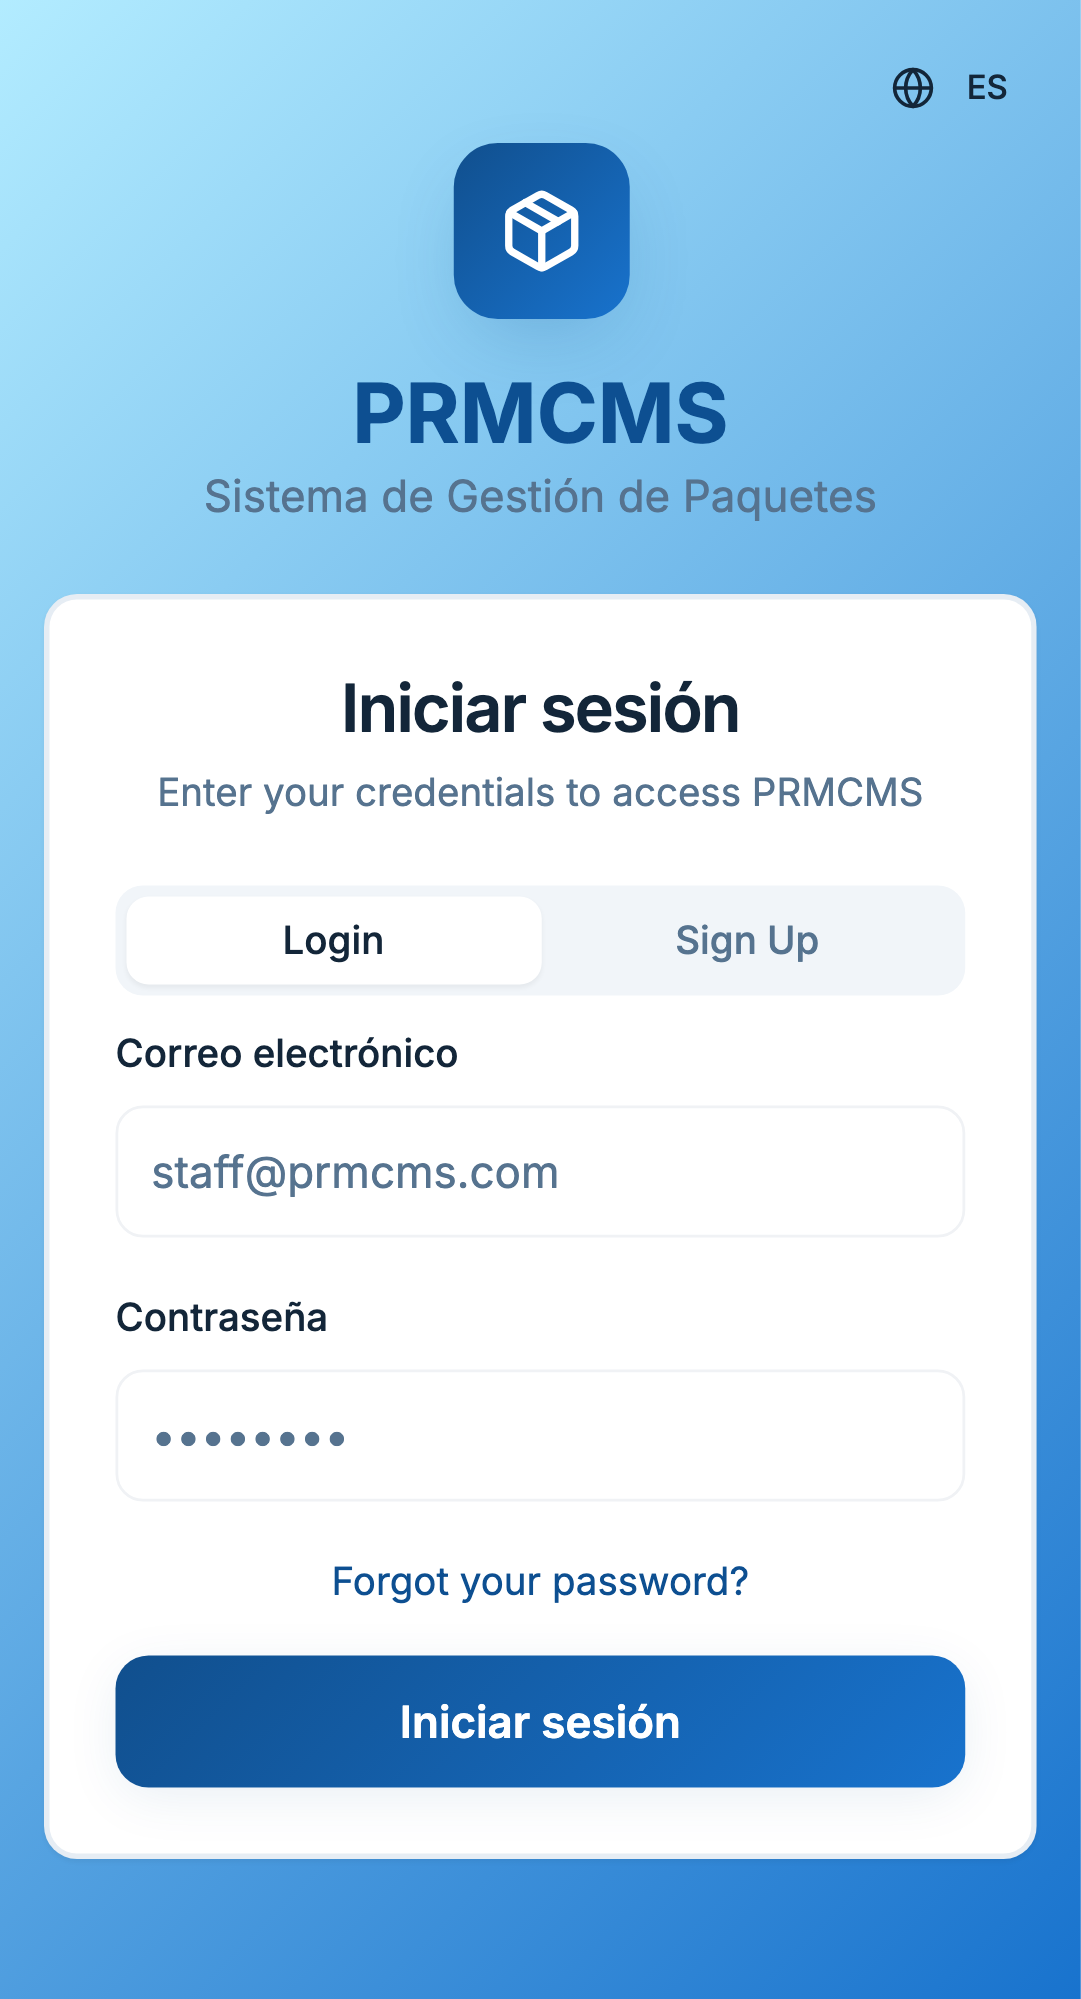 ES
PRMCMS
Sistema de Gestión de Paquetes
Iniciar sesión
Enter your credentials to access PRMCMS
Login
Sign Up
Correo electrónico
staff@prmcms.com
Contraseña
••••••••
Forgot your password?
Iniciar sesión